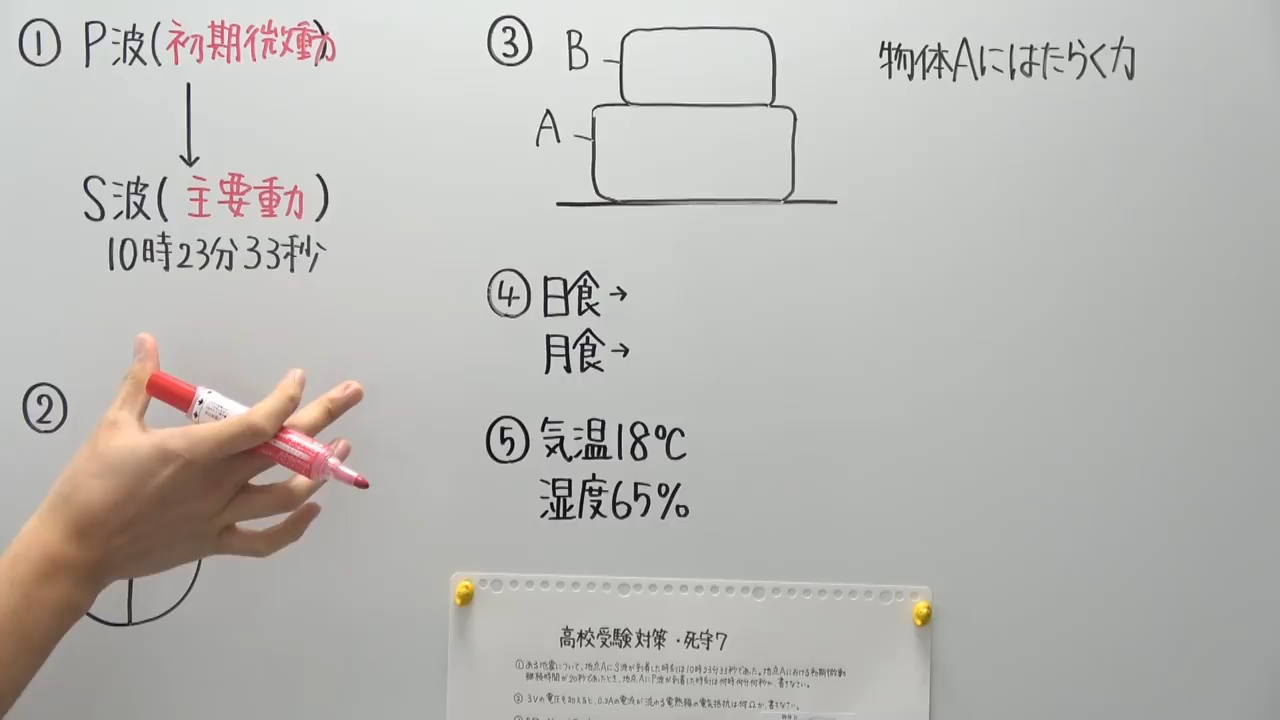 ① P波(初期微動)
S波(主要動)
10時23分33秒
②
③ B
A
物体Aにはたらく力
④ 日食→
月食→
⑤ 気温18℃
湿度65%
高校受験対策・死守7
①ある地震について、地点AにS波が到着した時刻は10時23分33秒であった。地点Aにおける初期微動
継続時間が20秒であったとき、地点AにP波が到着した時刻は何時何分何秒か、書きなさい。
② 3Vの電圧を加えると、0.2Aの電流が流れる電熱線の電気抵抗は何Ωか、書きなさい。